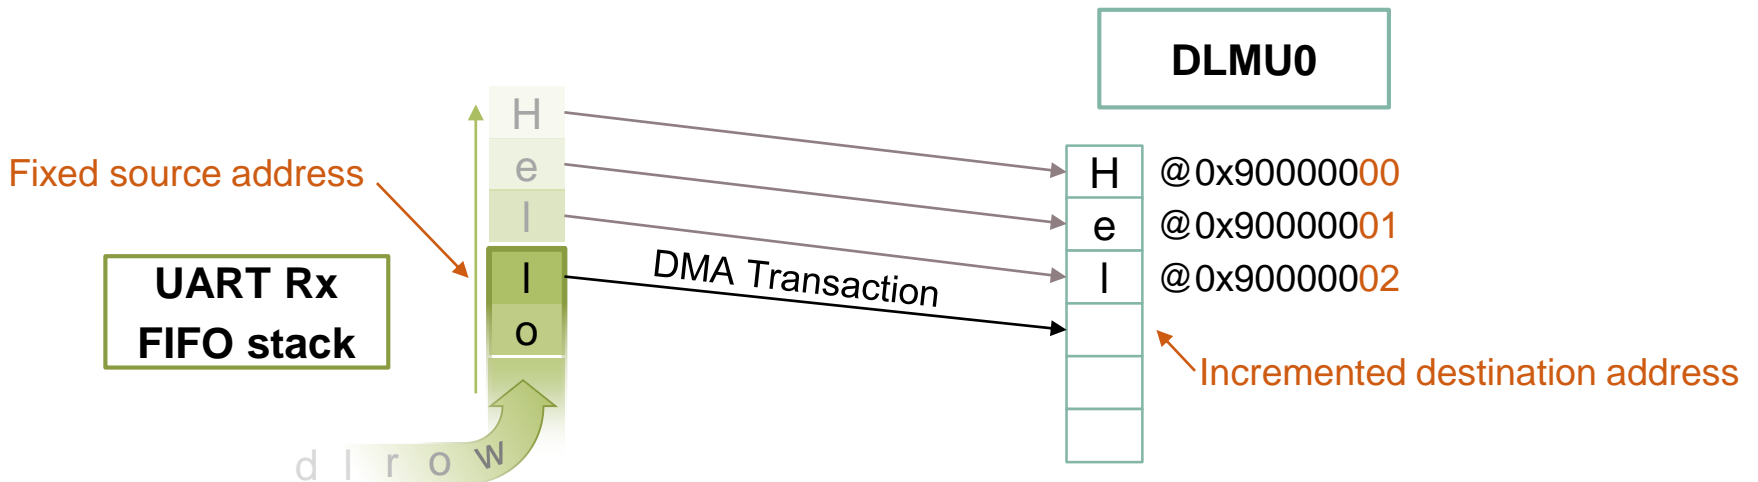 DLMU0
H
e
l
l
o
Fixed source address
UART Rx
FIFO stack
d l r o w
DMA Transaction
H @0x90000000
e @0x90000001
l @0x90000002
Incremented destination address